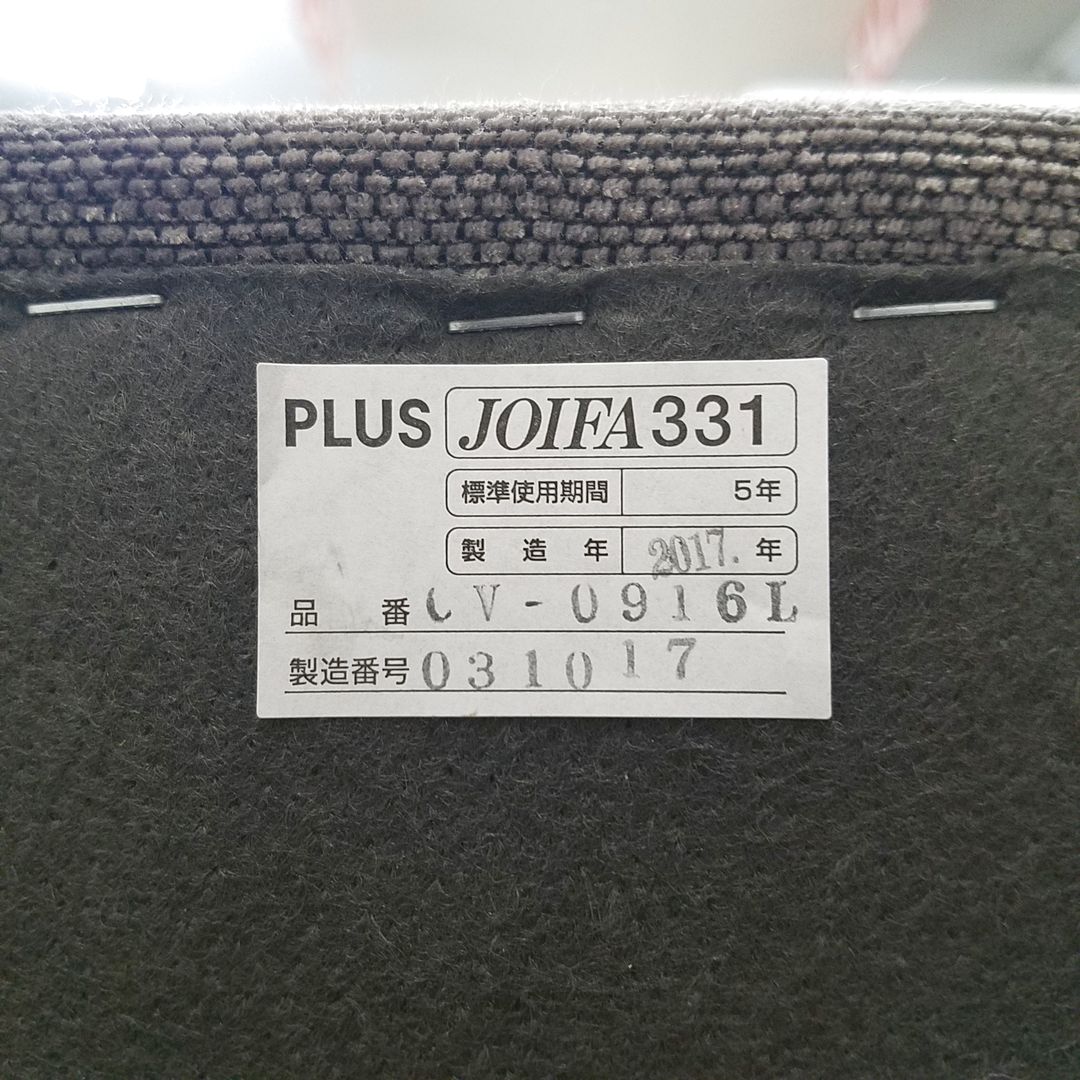 PLUS JOIFA331
標準使用期間 5年
製造年 2017.年
品番 CV-0916L
製造番号 031017